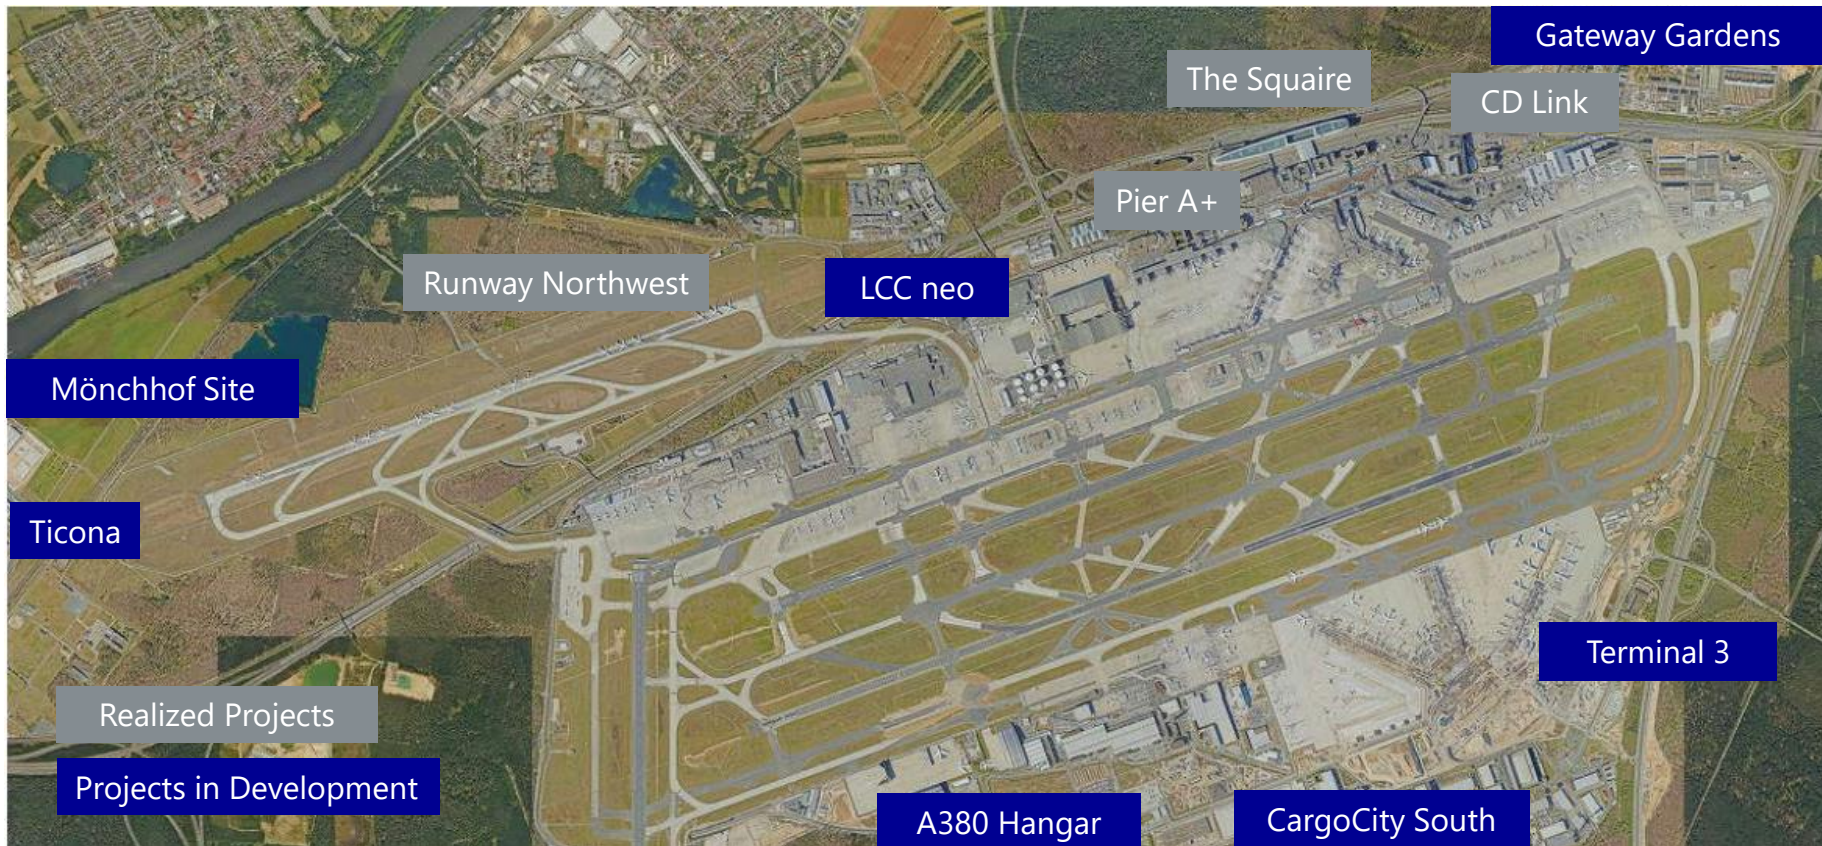 Gateway Gardens
The Squaire
CD Link
Pier A+
Runway Northwest
LCC neo
Mönchhof Site
Ticona
Terminal 3
Realized Projects
Projects in Development
A380 Hangar
CargoCity South